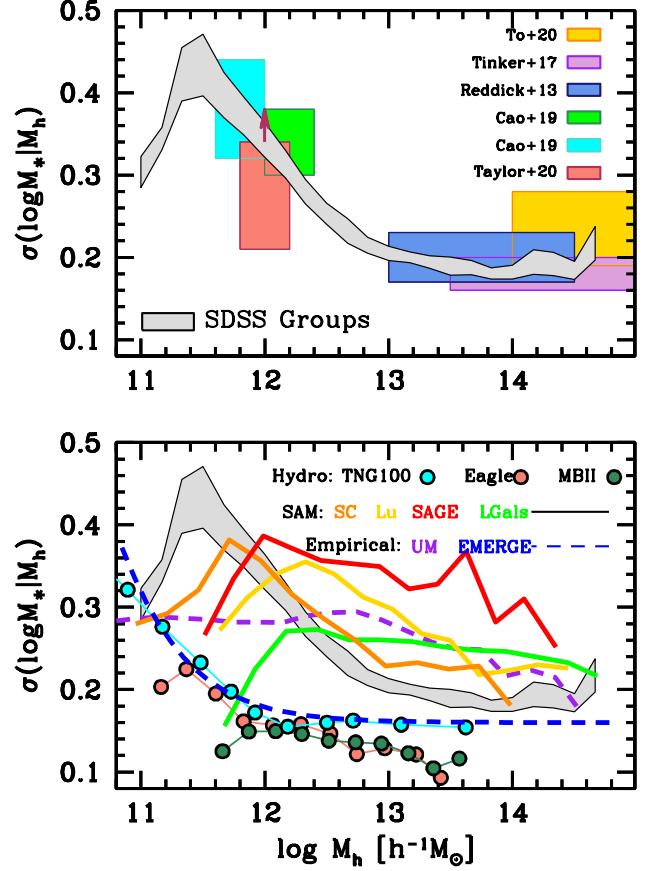 0.5
0.4
0.3
0.2
0.1
σ(logM*|Mh)
To+20
Tinker+17
Reddick+13
Cao+19
Cao+19
Taylor+20
SDSS Groups
11 12 13 14
0.5
0.4
0.3
0.2
0.1
σ(logM*|Mh)
Hydro: TNG100 Eagle MBII
SAM: SC Lu SAGE LGals
Empirical: UM EMERGE
11 12 13 14
log Mh [h⁻¹M⊙]